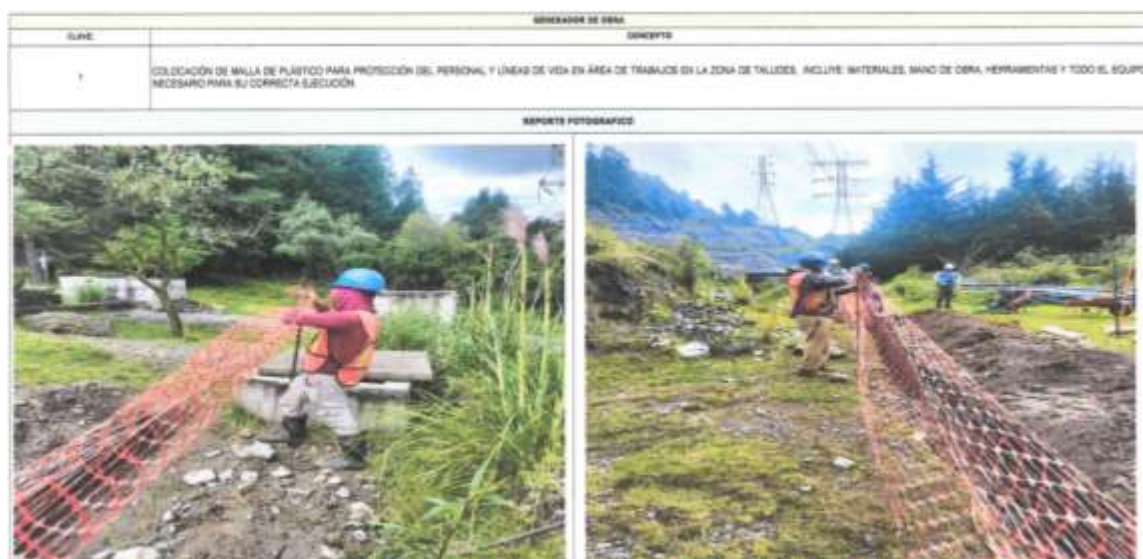 GENERADOR DE OBRA
CLAVE CONCEPTO
COLOCACIÓN DE MALLA DE PLÁSTICO PARA PROTECCIÓN DEL PERSONAL Y LÍNEAS DE VIDA EN ÁREA DE TRABAJOS EN LA ZONA DE TALUDES. INCLUYE: MATERIALES, MANO DE OBRA, HERRAMIENTAS Y TODO EL EQUIPO
NECESARIO PARA SU CORRECTA EJECUCIÓN.
REPORTE FOTOGRAFICO